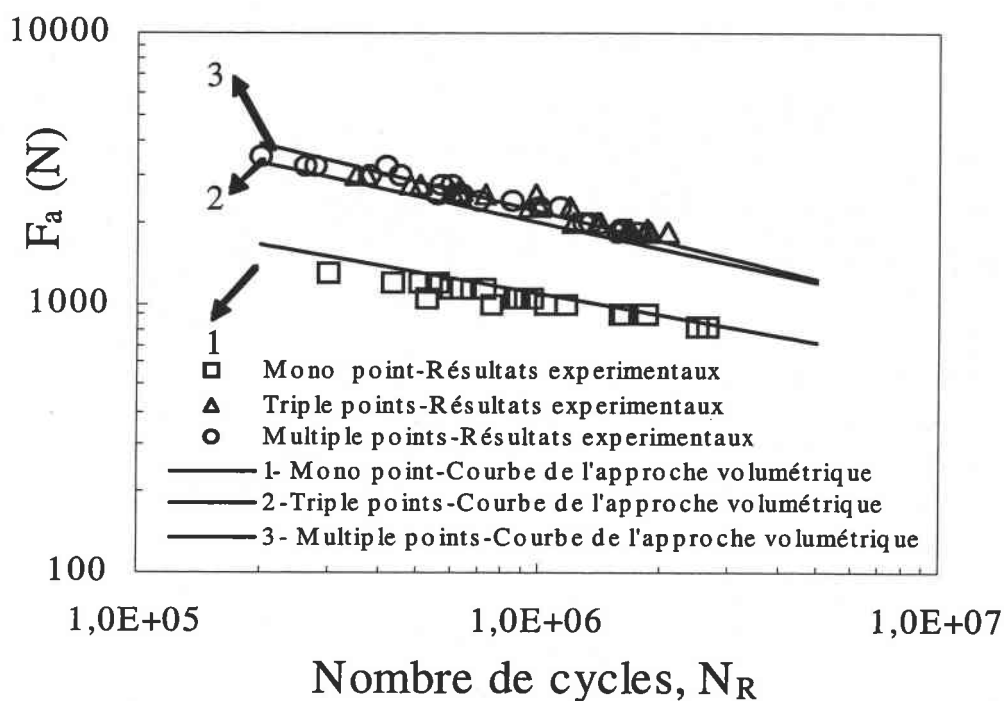 10000
3
F_a (N)
2
1000
1
Mono point-Résultats experimentaux
Triple points-Résultats experimentaux
Multiple points-Résultats experimentaux
1- Mono point-Courbe de l'approche volumétrique
2-Triple points-Courbe de l'approche volumétrique
3- Multiple points-Courbe de l'approche volumétrique
100
1,0E+05 1,0E+06 1,0E+07
Nombre de cycles, N_R